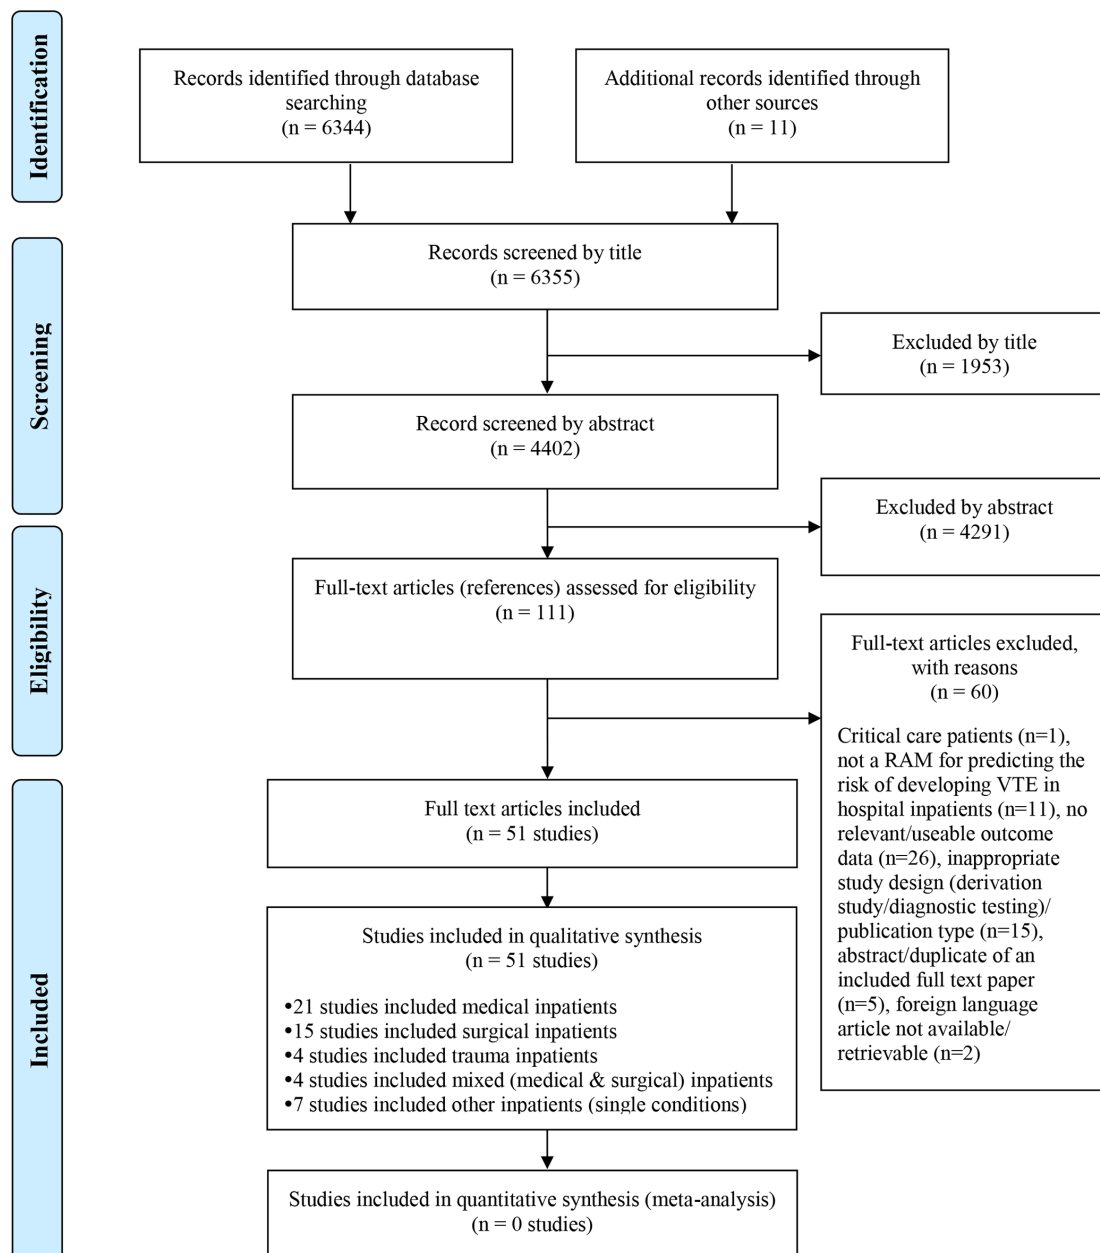 Identification
Records identified through database
searching
(n = 6344)
Additional records identified through
other sources
(n = 11)
Screening
Records screened by title
(n = 6355)
Excluded by title
(n = 1953)
Record screened by abstract
(n = 4402)
Excluded by abstract
(n = 4291)
Eligibility
Full-text articles (references) assessed for eligibility
(n = 111)
Full-text articles excluded,
with reasons
(n = 60)
Critical care patients (n=1),
not a RAM for predicting the
risk of developing VTE in
hospital inpatients (n=11), no
relevant/useable outcome
data (n=26), inappropriate
study design (derivation
study/diagnostic testing)/
publication type (n=15),
abstract/duplicate of an
included full text paper
(n=5), foreign language
article not available/
retrievable (n=2)
Included
Full text articles included
(n = 51 studies)
Studies included in qualitative synthesis
(n = 51 studies)
•21 studies included medical inpatients
•15 studies included surgical inpatients
•4 studies included trauma inpatients
•4 studies included mixed (medical & surgical) inpatients
•7 studies included other inpatients (single conditions)
Studies included in quantitative synthesis (meta-analysis)
(n = 0 studies)